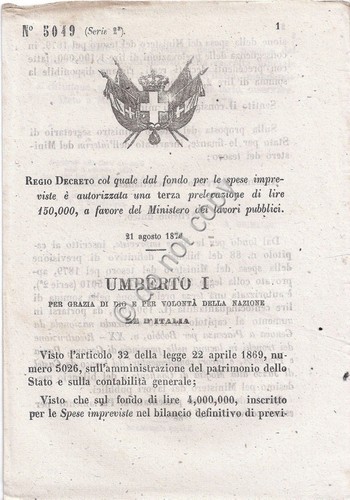 N° 5049 (Serie 2ª). 1
REGIO DECRETO col quale dal fondo per le spese impre-
viste è autorizzata una terza prelevazione di lire
150,000, a favore del Ministero dei lavori pubblici.
21 agosto
UMBERTO I
PER GRAZIA DI DIO E PER VOLONTÀ DELLA NAZIONE
RE D'ITALIA
Visto l'articolo 32 della legge 22 aprile 1869, nu-
mero 5026, sull'amministrazione del patrimonio dello
Stato e sulla contabilità generale;
Visto che sul fondo di lire 4,000,000, inscritto
per le Spese impreviste nel bilancio definitivo di previ-
do not copy